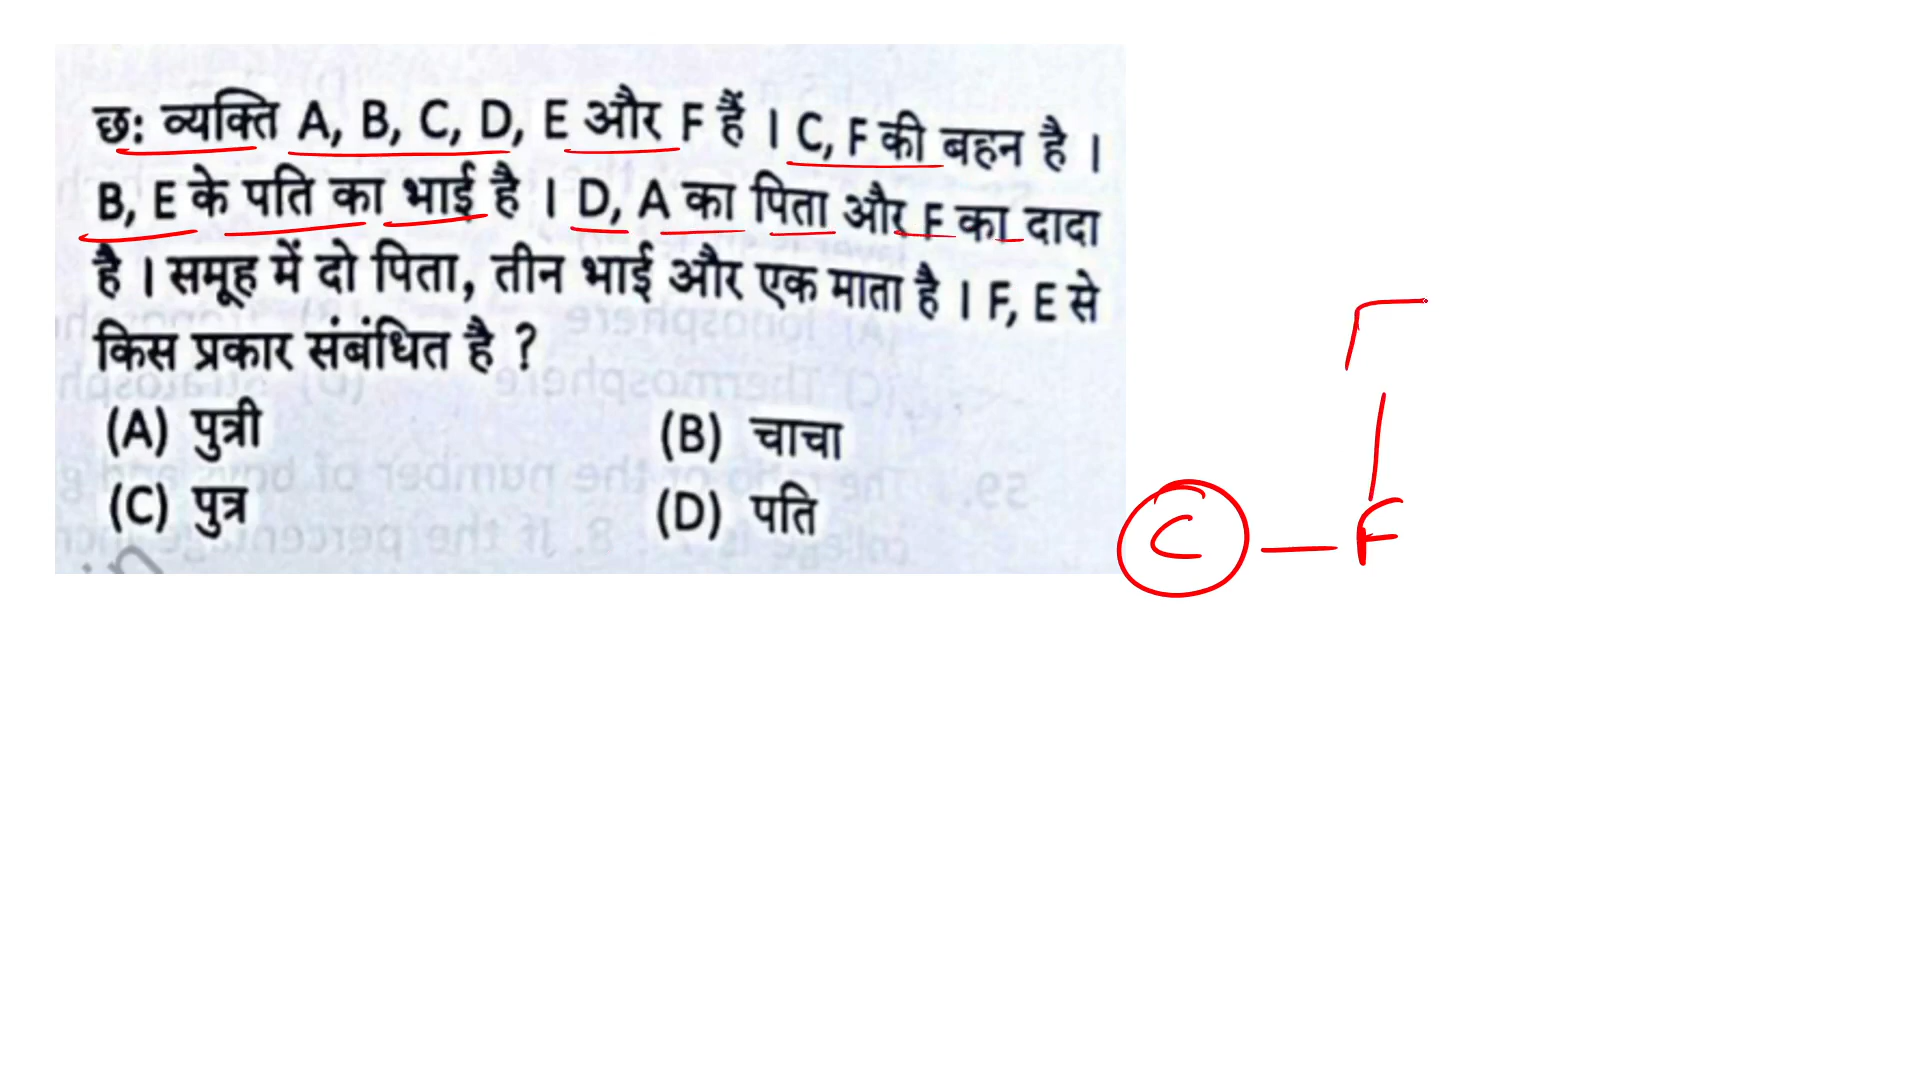 छ: व्यक्ति A, B, C, D, E और F हैं । C, F की बहन है ।
B, E के पति का भाई है । D, A का पिता और F का दादा
है । समूह में दो पिता, तीन भाई और एक माता है । F, E से
किस प्रकार संबंधित है ?
(A) पुत्री (B) चाचा
(C) पुत्र (D) पति
C — F